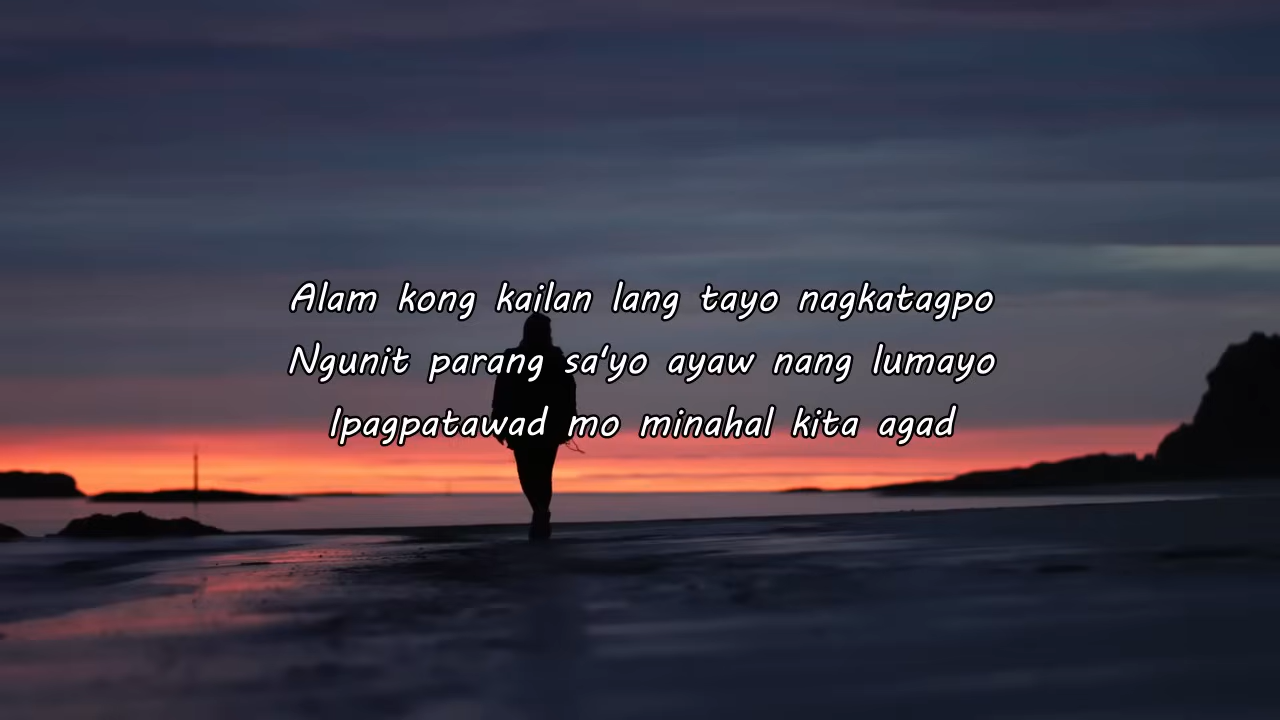 Alam kong kailan lang tayo nagkatagpo
Ngunit parang sa'yo ayaw nang lumayo
Ipagpatawad mo minahal kita agad